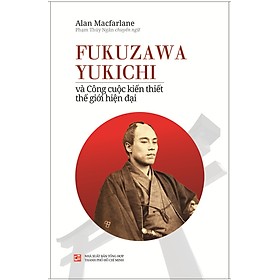 Alan Macfarlane
Phạm Thúy Ngân chuyển ngữ
FUKUZAWA
YUKICHI
và Công cuộc kiến thiết
thế giới hiện đại
NHÀ XUẤT BẢN TỔNG HỢP
THÀNH PHỐ HỒ CHÍ MINH